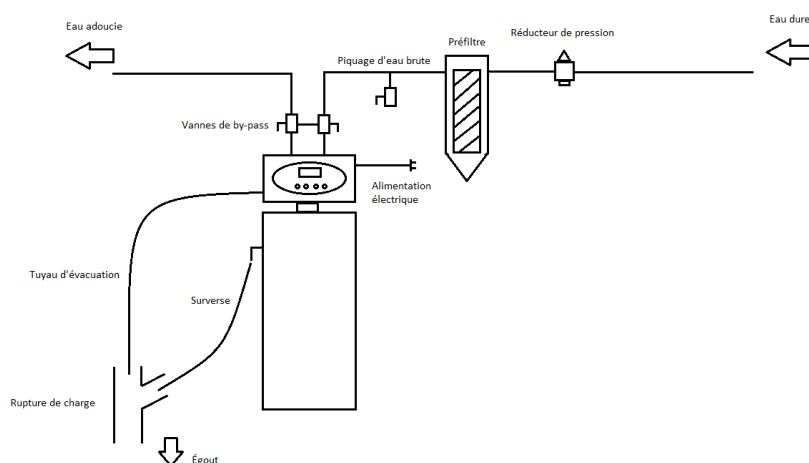 Eau adoucie
Eau dure
Réducteur de pression
Préfiltre
Piquage d'eau brute
Vannes de by-pass
Alimentation
électrique
Tuyau d'évacuation
Surverse
Rupture de charge
Égout